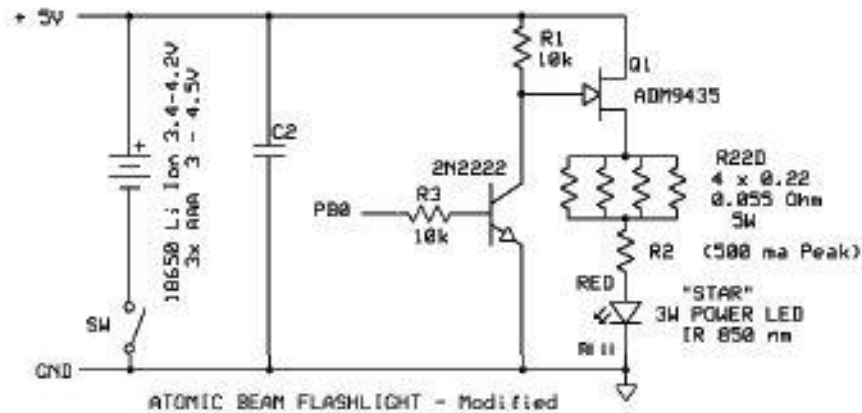 + 5V
R1
10k
Q1
ADM9435
+
18650 Li Ion 3.4-4.2V
3x AAA 3 - 4.5V
C2
2N2222
R22D
4 x 0.22
0.055 Ohm
5W
PB0
R3
10k
R2 (500 ma Peak)
RED
"STAR"
3W POWER LED
IR 850 nm
SW
GND
ATOMIC BEAM FLASHLIGHT - Modified